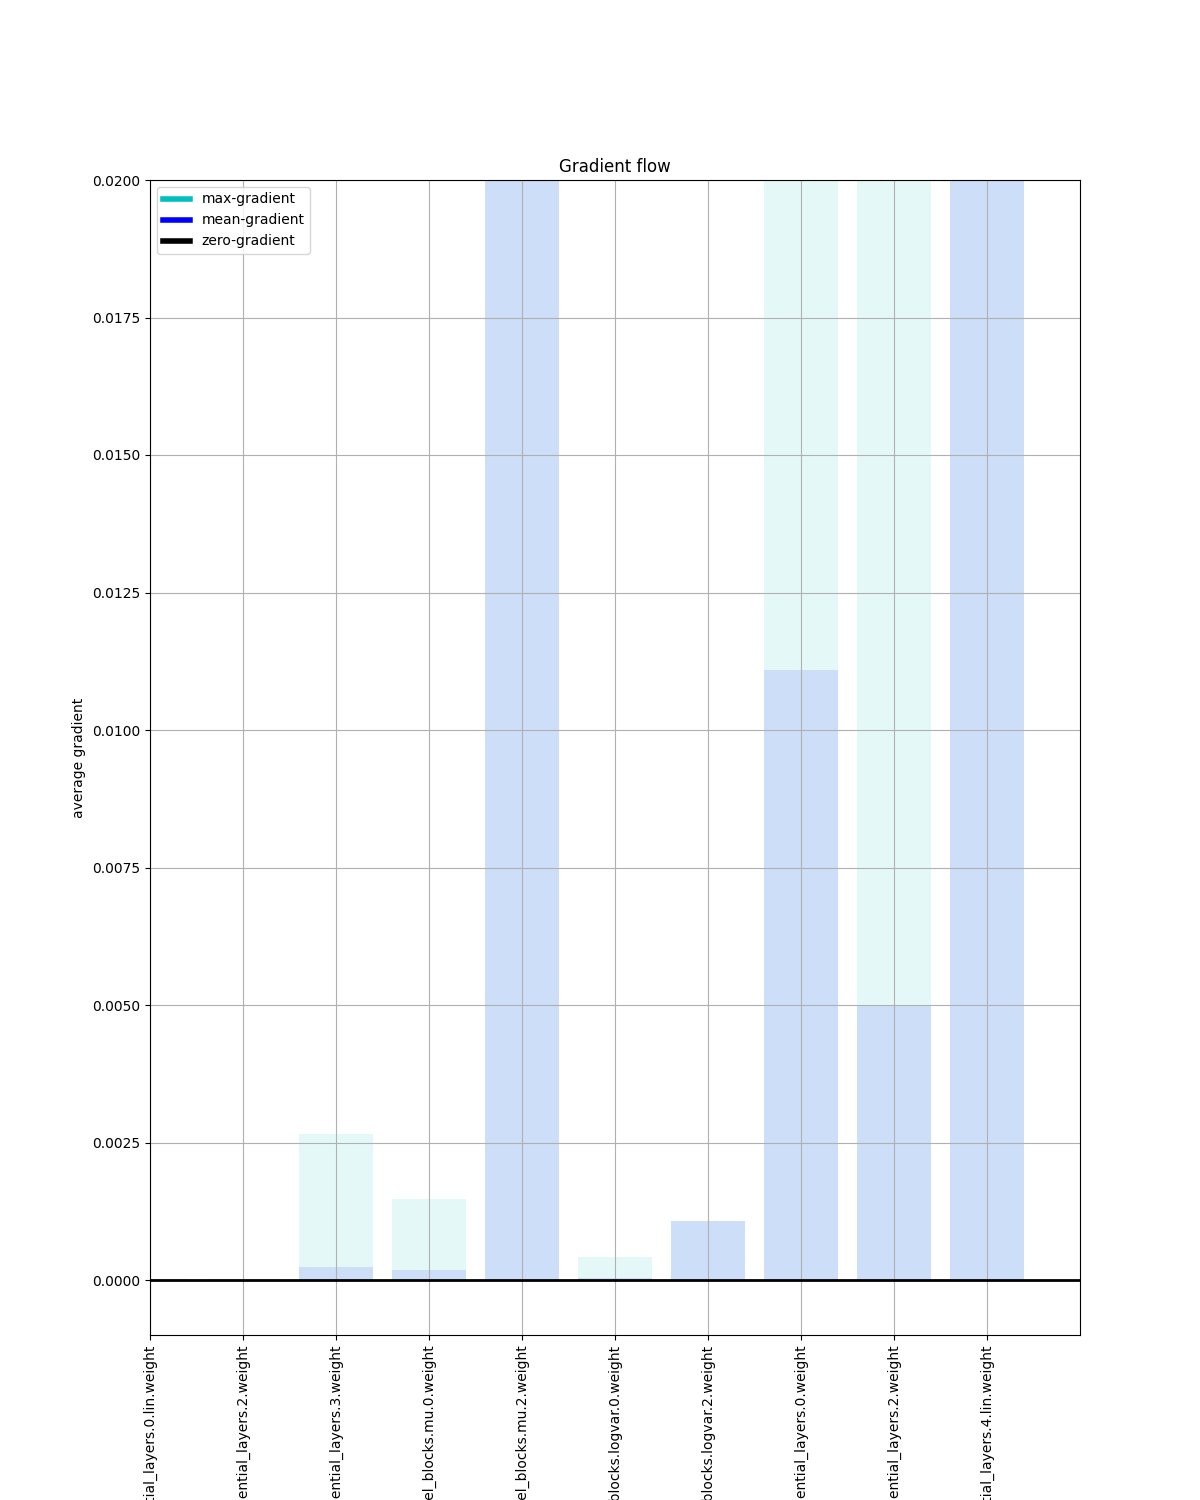 Gradient flow
max-gradient
mean-gradient
zero-gradient
0.0200
0.0175
0.0150
0.0125
0.0100
0.0075
0.0050
0.0025
0.0000
average gradient
tial_layers.0.lin.weight
ential_layers.2.weight
ential_layers.3.weight
el_blocks.mu.0.weight
el_blocks.mu.2.weight
blocks.logvar.0.weight
blocks.logvar.2.weight
ential_layers.0.weight
ential_layers.2.weight
tial_layers.4.lin.weight